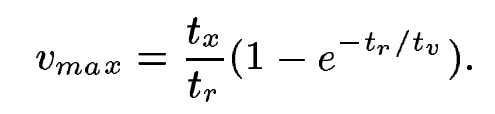 v_{max} = \frac{t_x}{t_r}(1 - e^{-t_r/t_v}).